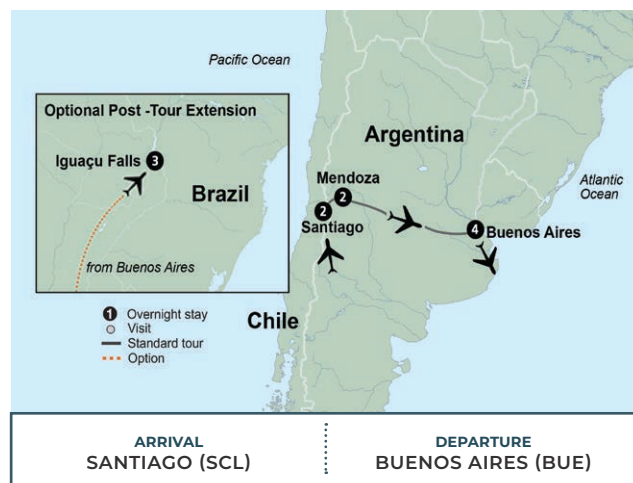 Pacific Ocean
Optional Post -Tour Extension
Iguaçu Falls
3
Brazil
from Buenos Aires
Argentina
Mendoza
2
2
Santiago
4
Buenos Aires
Atlantic
Ocean
Chile
1 Overnight stay
Visit
Standard tour
Option
ARRIVAL
SANTIAGO (SCL)
DEPARTURE
BUENOS AIRES (BUE)